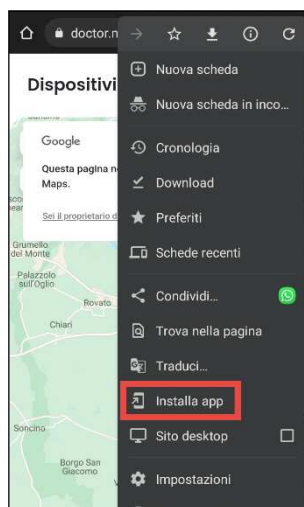 doctor.n
Dispositivi
Google
Questa pagina n
Maps.
Sei il proprietario d
Grumello
del Monte
Palazzolo
sull'Oglio
Rovato
Chiari
Soncino
Borgo San
Giacomo
Nuova scheda
Nuova scheda in inco...
Cronologia
Download
Preferiti
Schede recenti
Condividi...
Trova nella pagina
Traduci...
Installa app
Sito desktop
Impostazioni